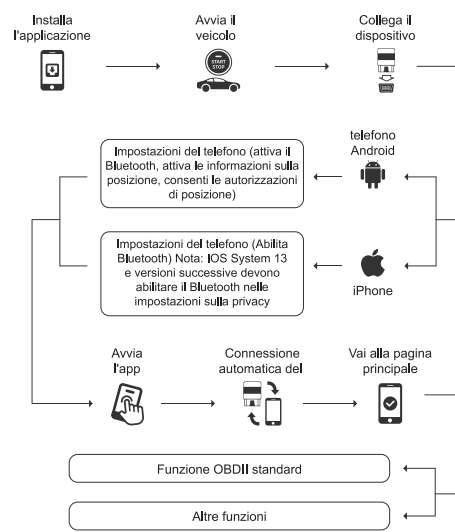 Installa
l'applicazione
Avvia il
veicolo
START
STOP
Collega il
dispositivo
telefono
Android
Impostazioni del telefono (attiva il
Bluetooth, attiva le informazioni sulla
posizione, consenti le autorizzazioni
di posizione)
Impostazioni del telefono (Abilita
Bluetooth) Nota: IOS System 13
e versioni successive devono
abilitare il Bluetooth nelle
impostazioni sulla privacy
iPhone
Avvia
l'app
Connessione
automatica del
Vai alla pagina
principale
Funzione OBDII standard
Altre funzioni